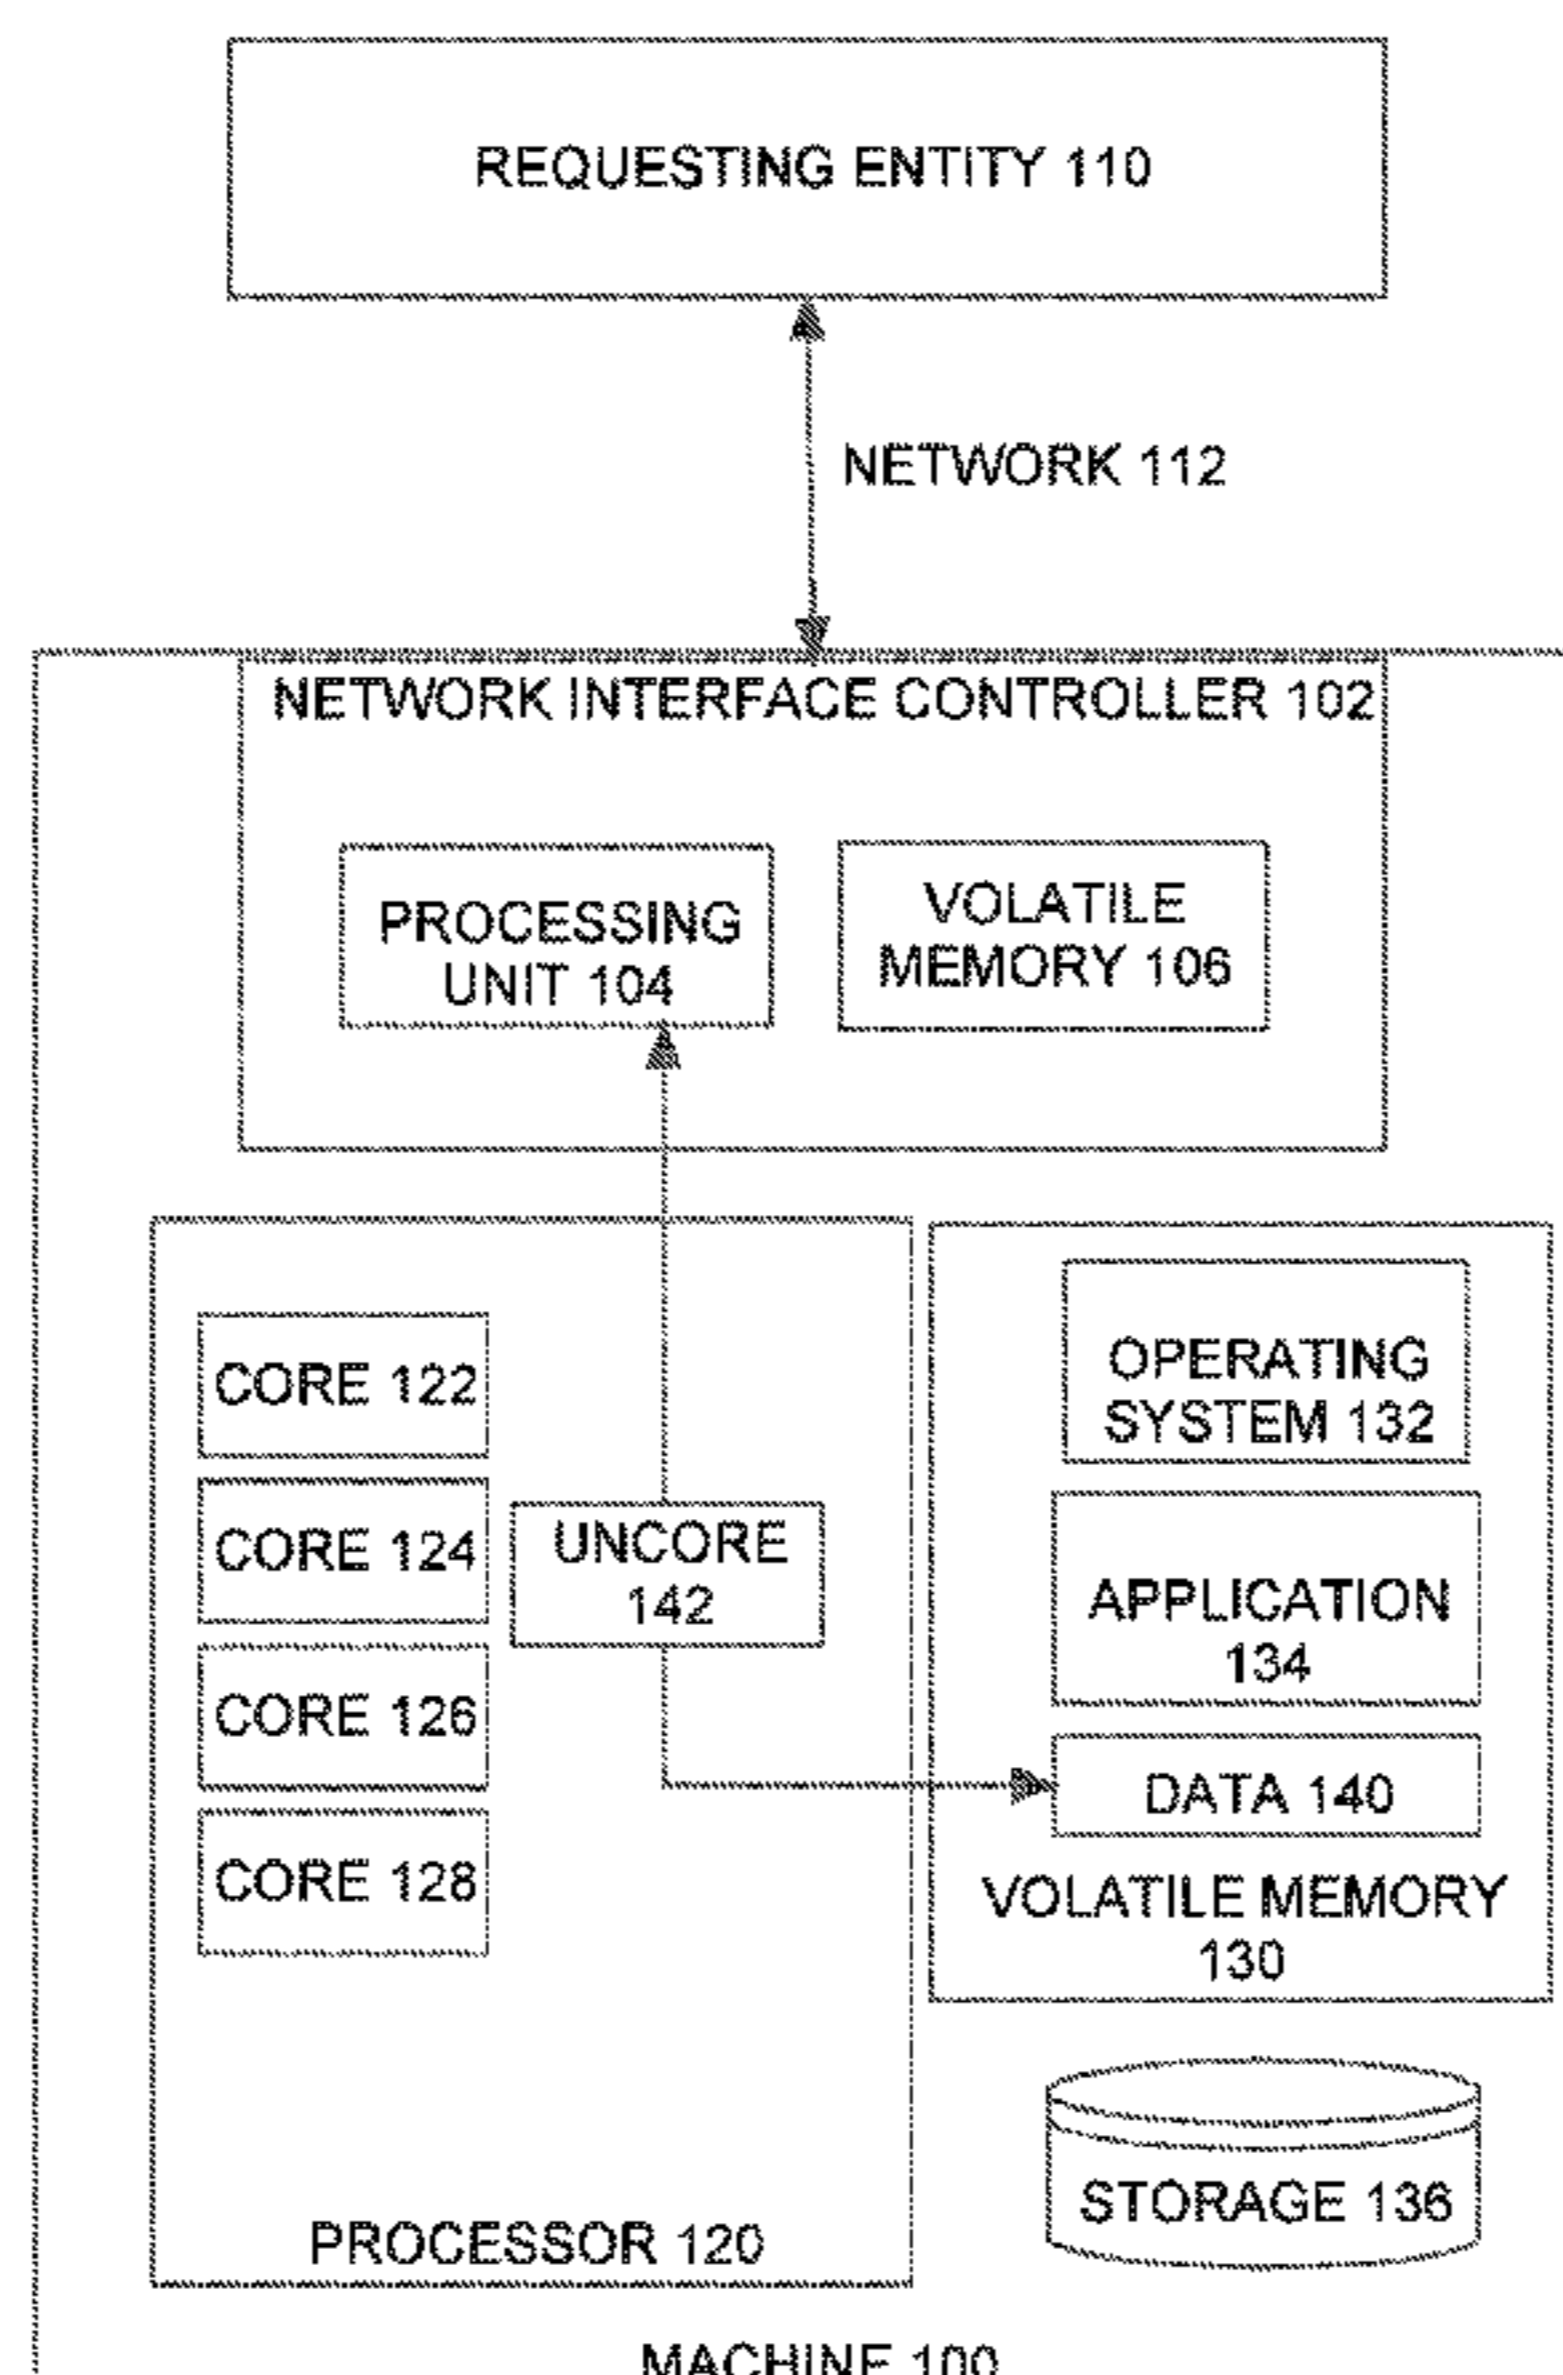 REQUESTING ENTITY 110
NETWORK 112
NETWORK INTERFACE CONTROLLER 102
PROCESSING
UNIT 104
VOLATILE
MEMORY 106
CORE 122
CORE 124
CORE 126
CORE 128
UNCORE
142
PROCESSOR 120
OPERATING
SYSTEM 132
APPLICATION
134
DATA 140
VOLATILE MEMORY
130
STORAGE 136
MACHINE 100